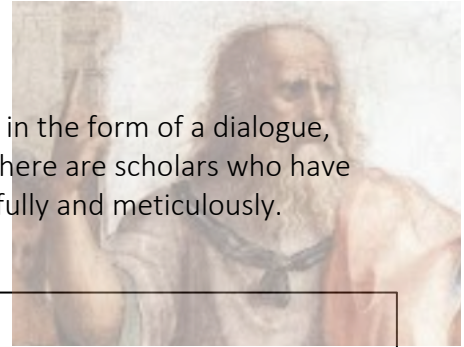 in the form of a dialogue,
here are scholars who have
fully and meticulously.